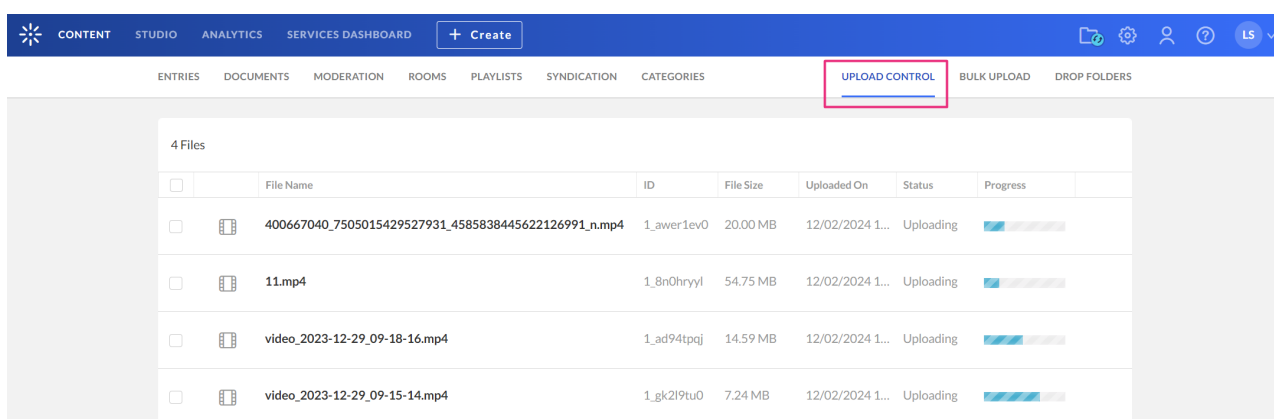 CONTENT STUDIO ANALYTICS SERVICES DASHBOARD + Create LS
ENTRIES DOCUMENTS MODERATION ROOMS PLAYLISTS SYNDICATION CATEGORIES UPLOAD CONTROL BULK UPLOAD DROP FOLDERS
4 Files
File Name ID File Size Uploaded On Status Progress
400667040_7505015429527931_4585838445622126991_n.mp4 1_awer1ev0 20.00 MB 12/02/2024 1... Uploading
11.mp4 1_8n0hryyl 54.75 MB 12/02/2024 1... Uploading
video_2023-12-29_09-18-16.mp4 1_ad94tpqj 14.59 MB 12/02/2024 1... Uploading
video_2023-12-29_09-15-14.mp4 1_gk2l9tu0 7.24 MB 12/02/2024 1... Uploading